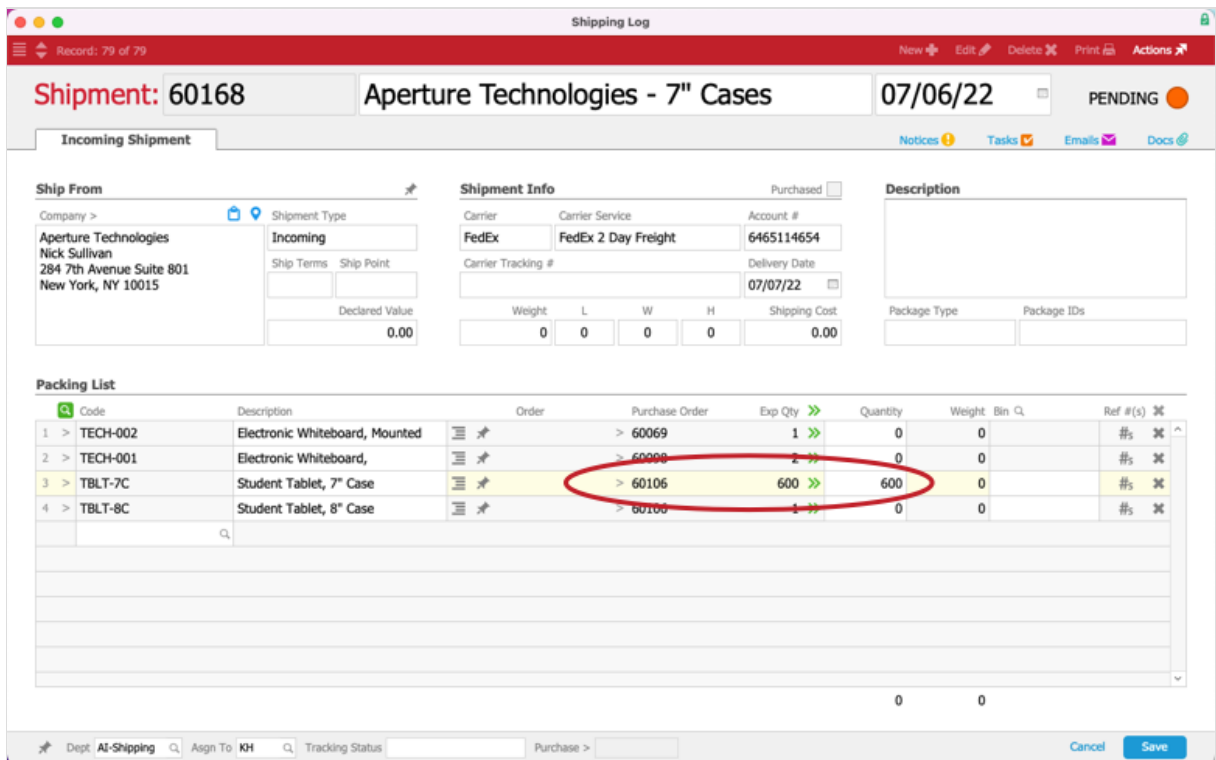 Shipping Log
Record: 79 of 79 New Edit Delete Print Actions
Shipment: 60168 Aperture Technologies - 7" Cases 07/06/22 PENDING
Incoming Shipment Notices Tasks Emails Docs
Ship From Shipment Info Purchased Description
Company > Shipment Type Carrier Carrier Service Account #
Aperture Technologies Incoming FedEx FedEx 2 Day Freight 6465114654
Nick Sullivan
284 7th Avenue Suite 801 Ship Terms Ship Point Carrier Tracking # Delivery Date
New York, NY 10015 07/07/22
Declared Value Weight L W H Shipping Cost Package Type Package IDs
0.00 0 0 0 0 0.00
Packing List
Code Description Order Purchase Order Exp Qty Quantity Weight Bin Ref #(s)
1 > TECH-002 Electronic Whiteboard, Mounted > 60069 1 0 0 #s
2 > TECH-001 Electronic Whiteboard, > 60098 2 0 0 #s
3 > TBLT-7C Student Tablet, 7" Case > 60106 600 600 0 #s
4 > TBLT-8C Student Tablet, 8" Case > 60106 1 0 0 #s
0 0
Dept AI-Shipping Asgn To KH Tracking Status Purchase > Cancel Save